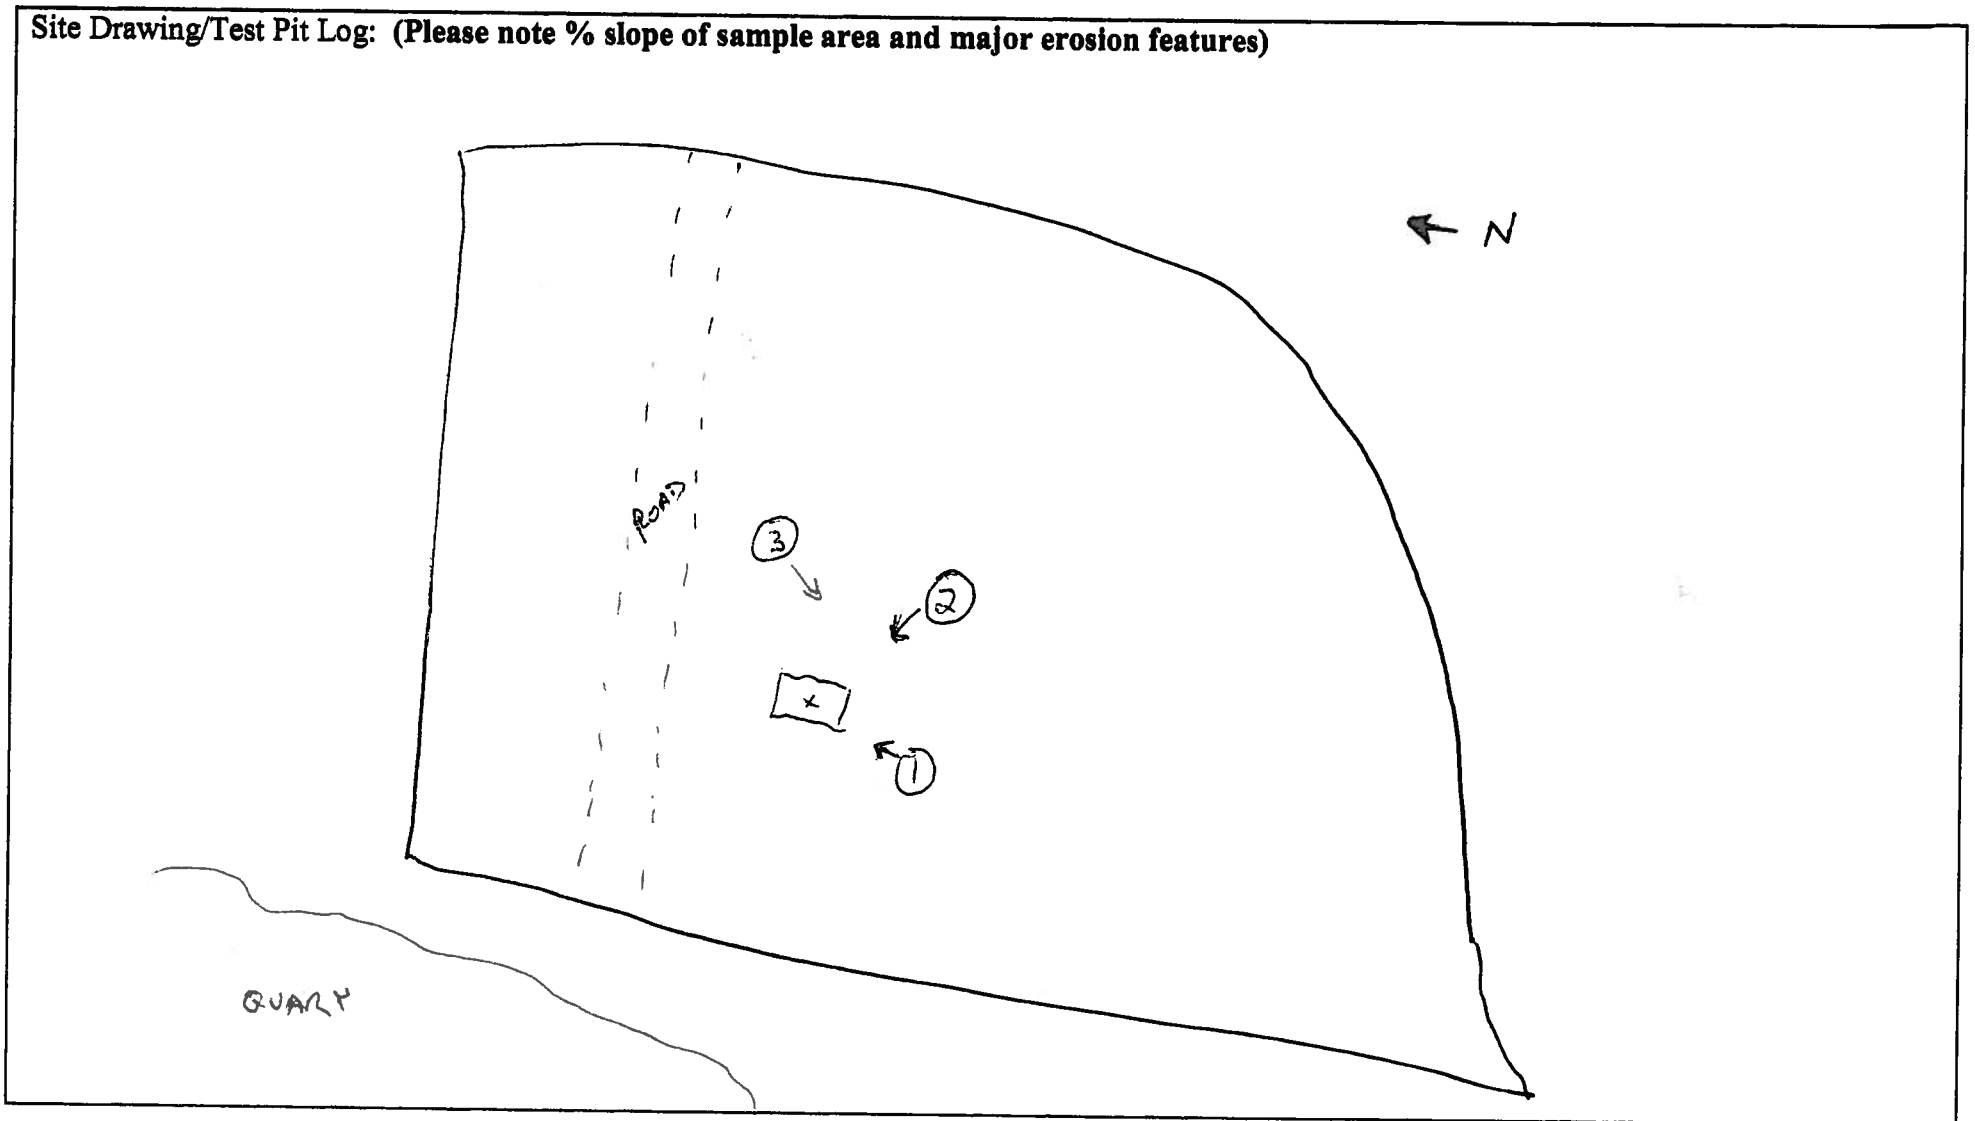 Site Drawing/Test Pit Log: (Please note % slope of sample area and major erosion features)
N
ROAD
3
2
x
1
QUARY